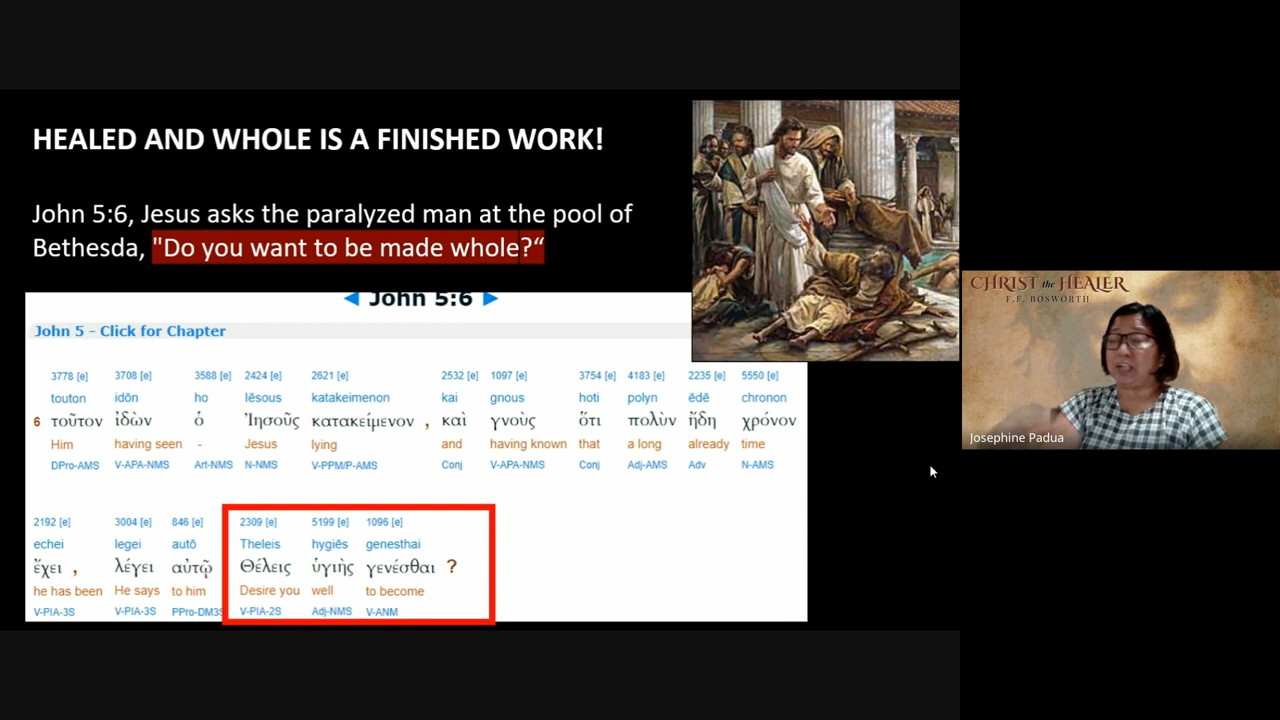 HEALED AND WHOLE IS A FINISHED WORK!
John 5:6, Jesus asks the paralyzed man at the pool of
Bethesda, "Do you want to be made whole?“
◄ John 5:6 ►
John 5 - Click for Chapter
3778 [e] 3708 [e] 3588 [e] 2424 [e] 2621 [e] 2532 [e] 1097 [e] 3754 [e] 4183 [e] 2235 [e] 5550 [e]
touton idōn ho Iēsous katakeimenon kai gnous hoti polyn ēdē chronon
6 τοῦτον ἰδὼν ὁ Ἰησοῦς κατακείμενον , καὶ γνοὺς ὅτι πολὺν ἤδη χρόνον
Him having seen - Jesus lying and having known that a long already time
DPro-AMS V-APA-NMS Art-NMS N-NMS V-PPM/P-AMS Conj V-APA-NMS Conj Adj-AMS Adv N-AMS
2192 [e] 3004 [e] 846 [e] 2309 [e] 5199 [e] 1096 [e]
echei legei autō Theleis hygiēs genesthai
ἔχει , λέγει αὐτῷ Θέλεις ὑγιὴς γενέσθαι ?
he has been He says to him Desire you well to become
V-PIA-3S V-PIA-3S PPro-DM3S V-PIA-2S Adj-NMS V-ANM
CHRIST the HEALER
F.F. BOSWORTH
Josephine Padua